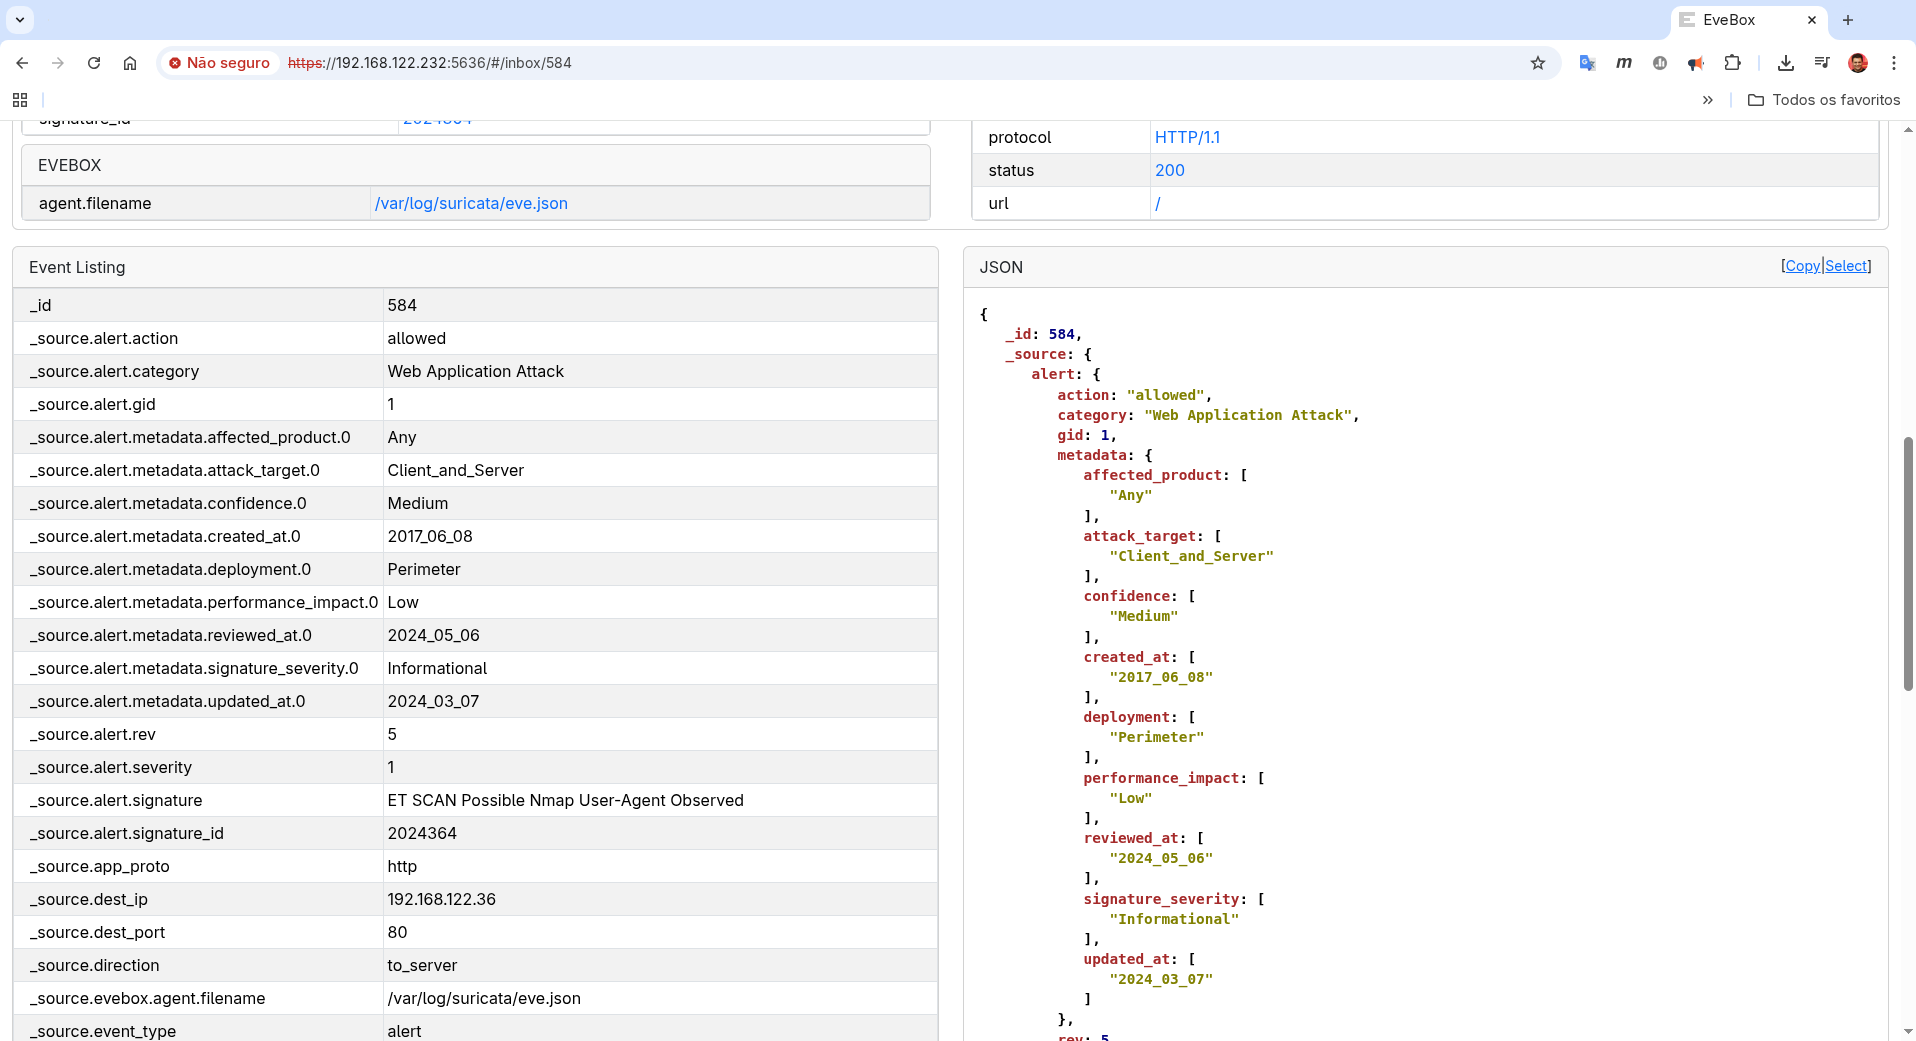 EveBox
Não seguro
https://192.168.122.232:5636/#/inbox/584
m
Todos os favoritos
signature_id 2024364
protocol HTTP/1.1
EVEBOX
status 200
agent.filename /var/log/suricata/eve.json
url /
Event Listing
_id 584
_source.alert.action allowed
_source.alert.category Web Application Attack
_source.alert.gid 1
_source.alert.metadata.affected_product.0 Any
_source.alert.metadata.attack_target.0 Client_and_Server
_source.alert.metadata.confidence.0 Medium
_source.alert.metadata.created_at.0 2017_06_08
_source.alert.metadata.deployment.0 Perimeter
_source.alert.metadata.performance_impact.0 Low
_source.alert.metadata.reviewed_at.0 2024_05_06
_source.alert.metadata.signature_severity.0 Informational
_source.alert.metadata.updated_at.0 2024_03_07
_source.alert.rev 5
_source.alert.severity 1
_source.alert.signature ET SCAN Possible Nmap User-Agent Observed
_source.alert.signature_id 2024364
_source.app_proto http
_source.dest_ip 192.168.122.36
_source.dest_port 80
_source.direction to_server
_source.evebox.agent.filename /var/log/suricata/eve.json
_source.event_type alert
JSON [Copy|Select]
{
_id: 584,
_source: {
alert: {
action: "allowed",
category: "Web Application Attack",
gid: 1,
metadata: {
affected_product: [
"Any"
],
attack_target: [
"Client_and_Server"
],
confidence: [
"Medium"
],
created_at: [
"2017_06_08"
],
deployment: [
"Perimeter"
],
performance_impact: [
"Low"
],
reviewed_at: [
"2024_05_06"
],
signature_severity: [
"Informational"
],
updated_at: [
"2024_03_07"
]
},
rev: 5,